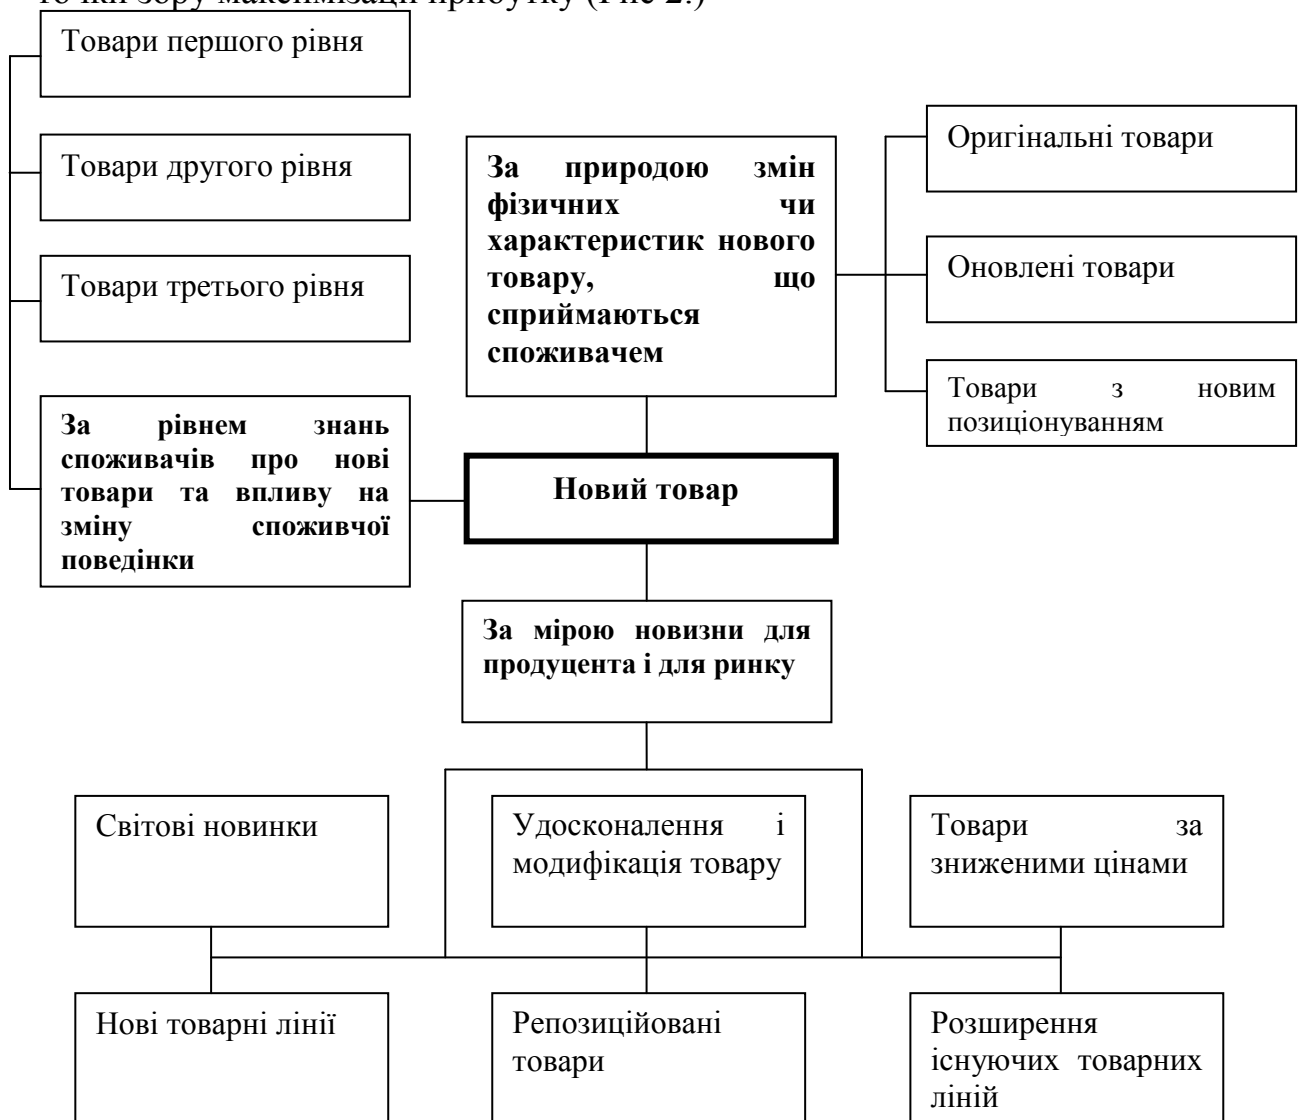 точки зору максимізації прибутку (Рис 2.)
Товари першого рівня
Товари другого рівня
Товари третього рівня
За рівнем знань
споживачів про нові
товари та впливу на
зміну споживчої
поведінки
За природою змін
фізичних чи
характеристик нового
товару, що
сприймаються
споживачем
Оригінальні товари
Оновлені товари
Товари з новим
позиціонуванням
Новий товар
За мірою новизни для
продуцента і для ринку
Світові новинки
Удосконалення і
модифікація товару
Товари за
зниженими цінами
Нові товарні лінії
Репозиційовані
товари
Розширення
існуючих товарних
ліній